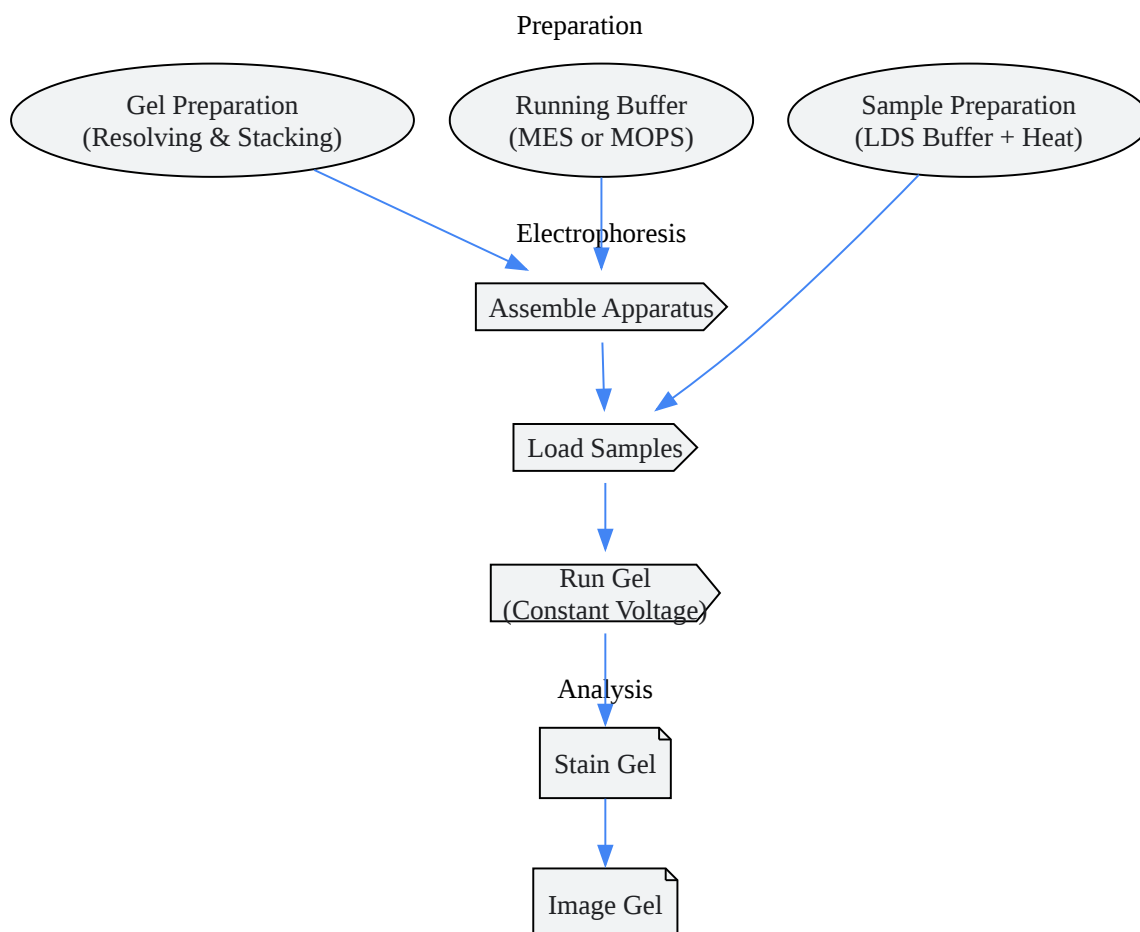 Preparation
Gel Preparation
(Resolving & Stacking)
Running Buffer
(MES or MOPS)
Sample Preparation
(LDS Buffer + Heat)
Electrophoresis
Assemble Apparatus
Load Samples
Run Gel
(Constant Voltage)
Analysis
Stain Gel
Image Gel